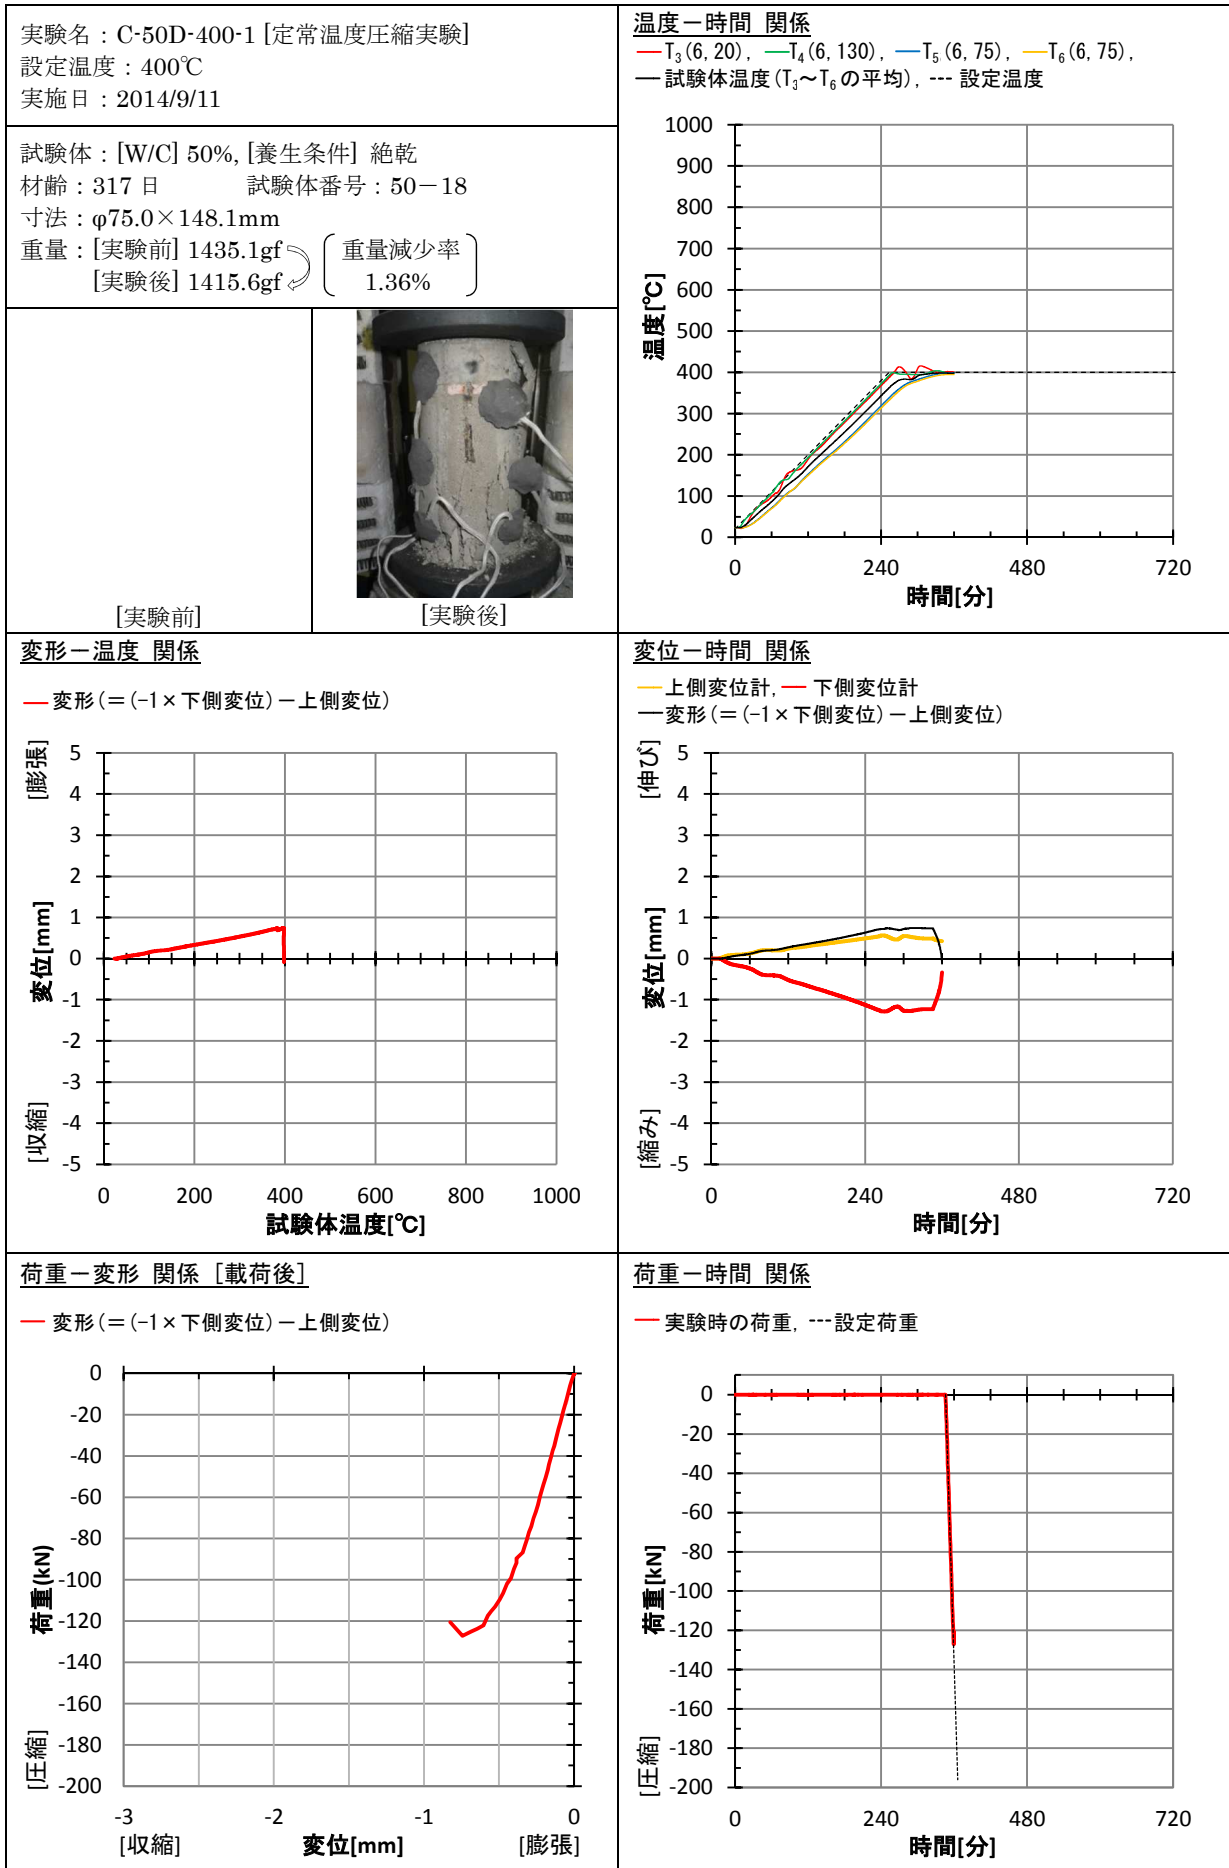 実験名：C-50D-400-1 [定常温度圧縮実験]
設定温度：400℃
実施日：2014/9/11
試験体：[W/C] 50%, [養生条件] 絶乾
材齢：317 日 試験体番号：50－18
寸法：φ75.0×148.1mm
重量：[実験前] 1435.1gf
[実験後] 1415.6gf
重量減少率
1.36%
[実験前]
[実験後]
温度－時間 関係
T3(6, 20), T4(6, 130), T5(6, 75), T6(6, 75),
試験体温度(T3～T6の平均), --- 設定温度
1000
900
800
700
600
500
400
300
200
100
0
温度[℃]
0 240 480 720
時間[分]
変形－温度 関係
変形(＝(-1×下側変位)－上側変位)
[膨張]
5
4
3
2
1
0
-1
-2
-3
-4
-5
変位[mm]
[収縮]
0 200 400 600 800 1000
試験体温度[℃]
変位－時間 関係
上側変位計, 下側変位計
変形(＝(-1×下側変位)－上側変位)
[伸び]
5
4
3
2
1
0
-1
-2
-3
-4
-5
変位[mm]
[縮み]
0 240 480 720
時間[分]
荷重－変形 関係 [載荷後]
変形(＝(-1×下側変位)－上側変位)
0
-20
-40
-60
-80
-100
-120
-140
-160
-180
-200
荷重(kN)
[圧縮]
-3 -2 -1 0
[収縮] 変位[mm] [膨張]
荷重－時間 関係
実験時の荷重, ---設定荷重
0
-20
-40
-60
-80
-100
-120
-140
-160
-180
-200
荷重[kN]
[圧縮]
0 240 480 720
時間[分]